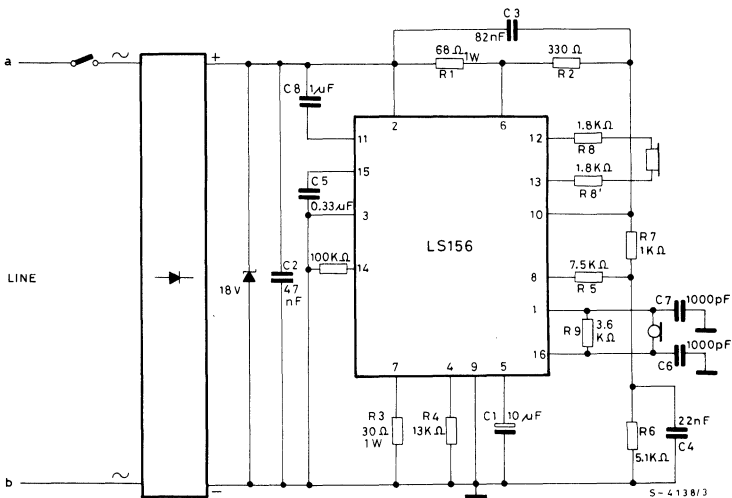 C 3
82nF
a
~
+
68Ω
1W
R1
330Ω
R2
C8
1µF
2
6
11
12
1.8KΩ
R8
15
C5
0.33µF
1.8KΩ
13
R8'
3
10
LS156
R7
1KΩ
100KΩ
14
LINE
18V
C2
47
nF
8
7.5KΩ
R5
C7
1000pF
1
R9
3.6
KΩ
1000pF
16
C6
7
4
9
5
R3
30Ω
1W
R4
13KΩ
C1
10µF
R6
5.1KΩ
22nF
C4
b
~
−
S-4138/3